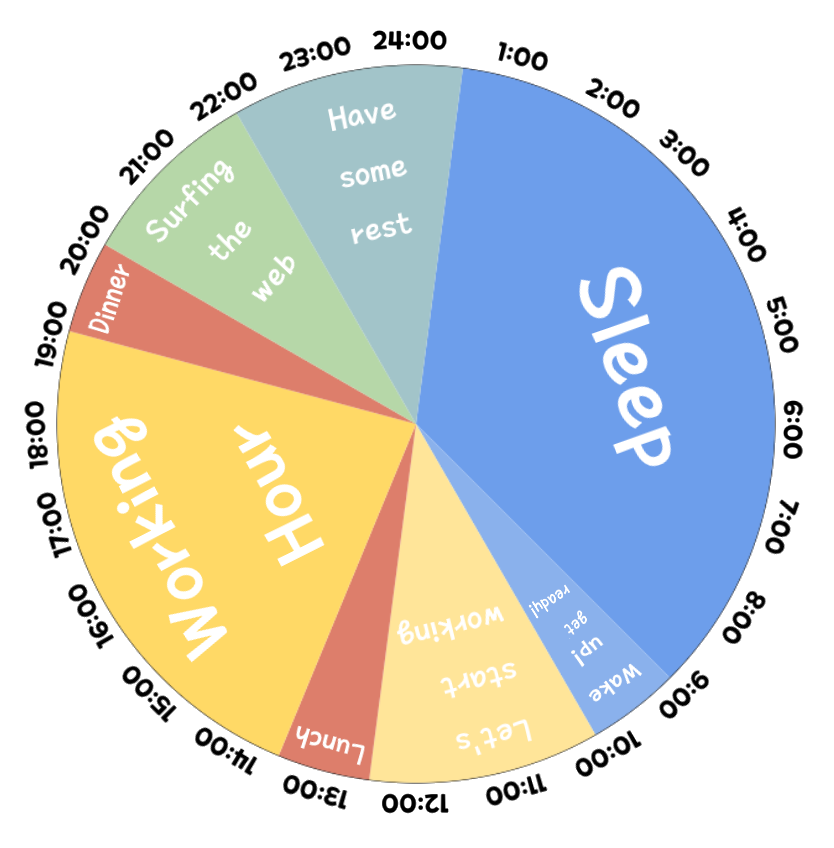 24:00
1:00
2:00
3:00
4:00
5:00
6:00
7:00
8:00
9:00
10:00
11:00
12:00
13:00
14:00
15:00
16:00
17:00
18:00
19:00
20:00
21:00
22:00
23:00
Sleep
Wake
up!
get
ready!
Let's
start
working
Lunch
Working
Hour
Dinner
Surfing
the
web
Have
some
rest